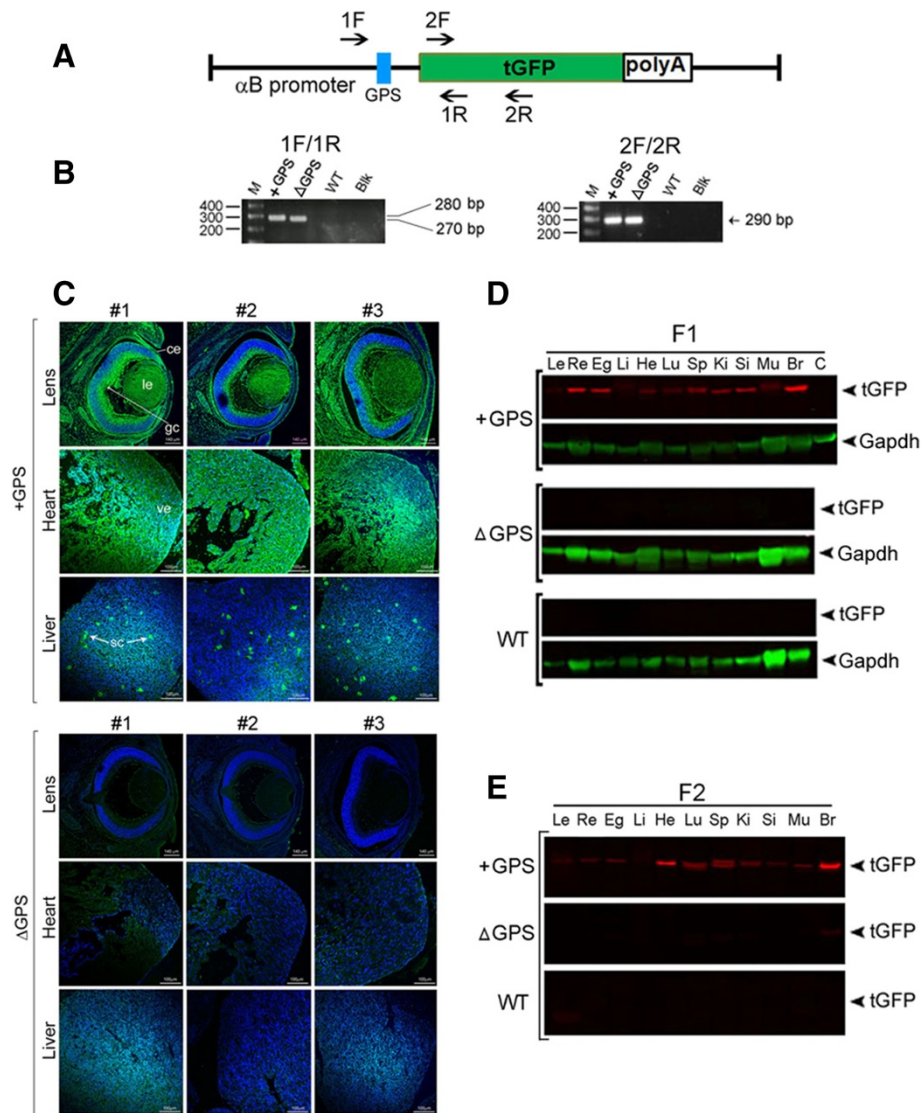 A
1F 2F
αB promoter GPS tGFP polyA
1R 2R
B
1F/1R
M +GPS ΔGPS WT Blk
400
300
200
280 bp
270 bp
2F/2R
M +GPS ΔGPS WT Blk
400
300
200
← 290 bp
C
#1 #2 #3
+GPS
Lens
ce
le
gc
Heart
ve
Liver
sc
#1 #2 #3
ΔGPS
Lens
Heart
Liver
D
F1
Le Re Eg Li He Lu Sp Ki Si Mu Br C
+GPS
tGFP
Gapdh
ΔGPS
tGFP
Gapdh
WT
tGFP
Gapdh
E
F2
Le Re Eg Li He Lu Sp Ki Si Mu Br
+GPS
tGFP
ΔGPS
tGFP
WT
tGFP